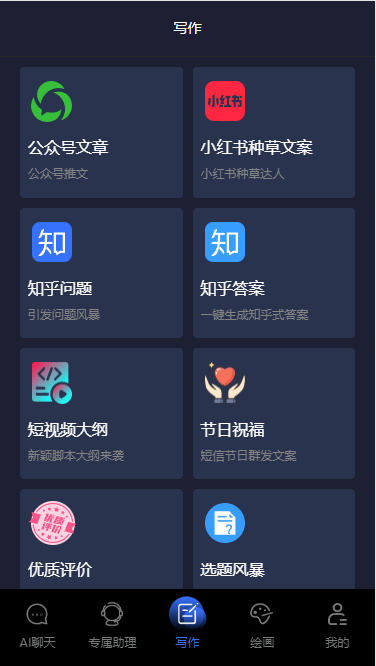 写作
小红书
公众号文章
公众号推文
小红书种草文案
小红书种草达人
知
知
知乎问题
引发问题风暴
知乎答案
一键生成知乎式答案
短视频大纲
新颖脚本大纲来袭
节日祝福
短信节日群发文案
优质
评价
优质评价
选题风暴
AI聊天
专属助理
写作
绘画
我的